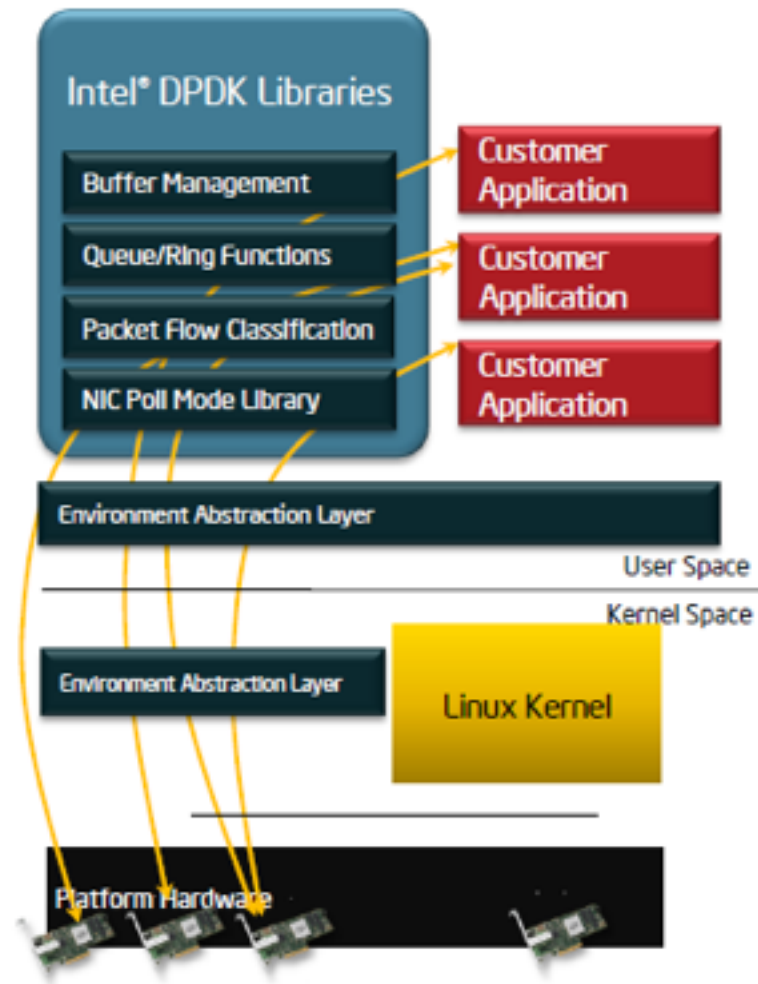 Intel® DPDK Libraries
Buffer Management
Queue/Ring Functions
Packet Flow Classification
NIC Poll Mode Library
Customer
Application
Customer
Application
Customer
Application
Environment Abstraction Layer
User Space
Kernel Space
Environment Abstraction Layer
Linux Kernel
Platform Hardware